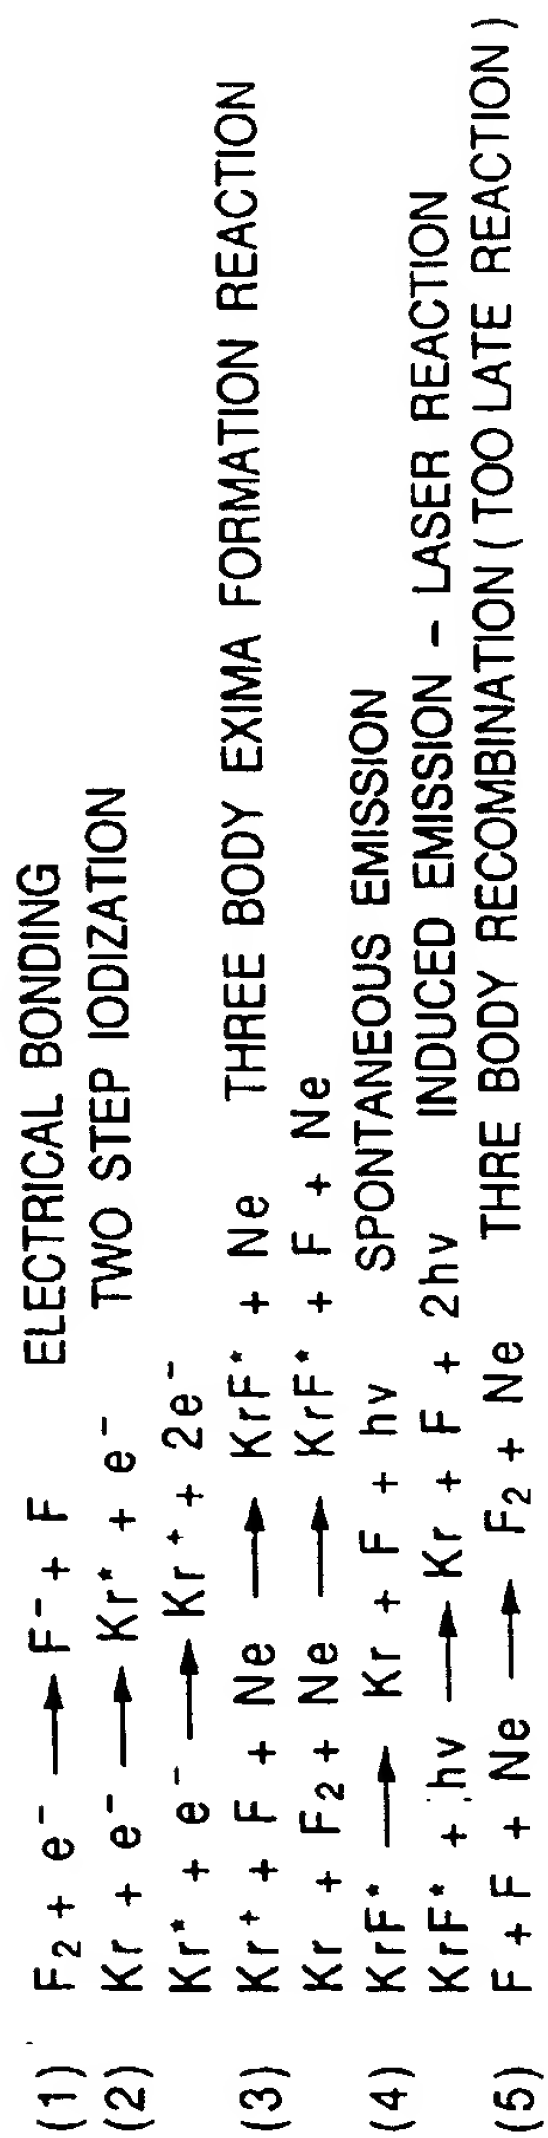 (1) F₂ + e⁻ ⟶ F⁻ + F ELECTRICAL BONDING
(2) Kr + e⁻ ⟶ Kr* + e⁻ TWO STEP IODIZATION
Kr* + e⁻ ⟶ Kr⁺ + 2e⁻
(3) Kr⁺ + F + Ne ⟶ KrF* + Ne THREE BODY EXIMA FORMATION REACTION
Kr + F₂ + Ne ⟶ KrF* + F + Ne
(4) KrF* ⟶ Kr + F + hv SPONTANEOUS EMISSION
KrF* + hv ⟶ Kr + F + 2hv INDUCED EMISSION – LASER REACTION
(5) F + F + Ne ⟶ F₂ + Ne THRE BODY RECOMBINATION ( TOO LATE REACTION )